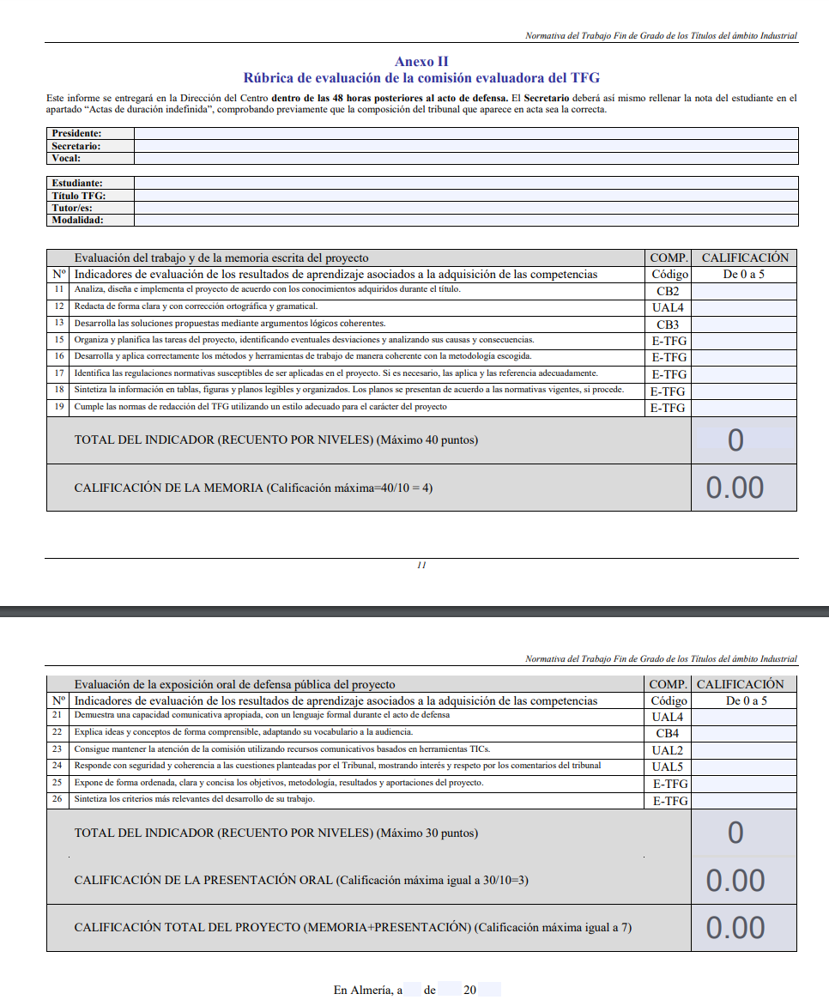 Normativa del Trabajo Fin de Grado de los Títulos del ámbito Industrial
Anexo II
Rúbrica de evaluación de la comisión evaluadora del TFG
Este informe se entregará en la Dirección del Centro dentro de las 48 horas posteriores al acto de defensa. El Secretario deberá así mismo rellenar la nota del estudiante en el
apartado “Actas de duración indefinida”, comprobando previamente que la composición del tribunal que aparece en acta sea la correcta.
Presidente:
Secretario:
Vocal:
Estudiante:
Título TFG:
Tutor/es:
Modalidad:
Evaluación del trabajo y de la memoria escrita del proyecto COMP. CALIFICACIÓN
Nº Indicadores de evaluación de los resultados de aprendizaje asociados a la adquisición de las competencias Código De 0 a 5
11 Analiza, diseña e implementa el proyecto de acuerdo con los conocimientos adquiridos durante el título. CB2
12 Redacta de forma clara y con corrección ortográfica y gramatical. UAL4
13 Desarrolla las soluciones propuestas mediante argumentos lógicos coherentes. CB3
15 Organiza y planifica las tareas del proyecto, identificando eventuales desviaciones y analizando sus causas y consecuencias. E-TFG
16 Desarrolla y aplica correctamente los métodos y herramientas de trabajo de manera coherente con la metodología escogida. E-TFG
17 Identifica las regulaciones normativas susceptibles de ser aplicadas en el proyecto. Si es necesario, las aplica y las referencia adecuadamente. E-TFG
18 Sintetiza la información en tablas, figuras y planos legibles y organizados. Los planos se presentan de acuerdo a las normativas vigentes, si procede. E-TFG
19 Cumple las normas de redacción del TFG utilizando un estilo adecuado para el carácter del proyecto E-TFG
TOTAL DEL INDICADOR (RECUENTO POR NIVELES) (Máximo 40 puntos) 0
CALIFICACIÓN DE LA MEMORIA (Calificación máxima=40/10 = 4) 0.00
11
Normativa del Trabajo Fin de Grado de los Títulos del ámbito Industrial
Evaluación de la exposición oral de defensa pública del proyecto COMP. CALIFICACIÓN
Nº Indicadores de evaluación de los resultados de aprendizaje asociados a la adquisición de las competencias Código De 0 a 5
21 Demuestra una capacidad comunicativa apropiada, con un lenguaje formal durante el acto de defensa UAL4
22 Explica ideas y conceptos de forma comprensible, adaptando su vocabulario a la audiencia. CB4
23 Consigue mantener la atención de la comisión utilizando recursos comunicativos basados en herramientas TICs. UAL2
24 Responde con seguridad y coherencia a las cuestiones planteadas por el Tribunal, mostrando interés y respeto por los comentarios del tribunal UAL5
25 Expone de forma ordenada, clara y concisa los objetivos, metodología, resultados y aportaciones del proyecto. E-TFG
26 Sintetiza los criterios más relevantes del desarrollo de su trabajo. E-TFG
TOTAL DEL INDICADOR (RECUENTO POR NIVELES) (Máximo 30 puntos) 0
CALIFICACIÓN DE LA PRESENTACIÓN ORAL (Calificación máxima igual a 30/10=3) 0.00
CALIFICACIÓN TOTAL DEL PROYECTO (MEMORIA+PRESENTACIÓN) (Calificación máxima igual a 7) 0.00
En Almería, a de 20